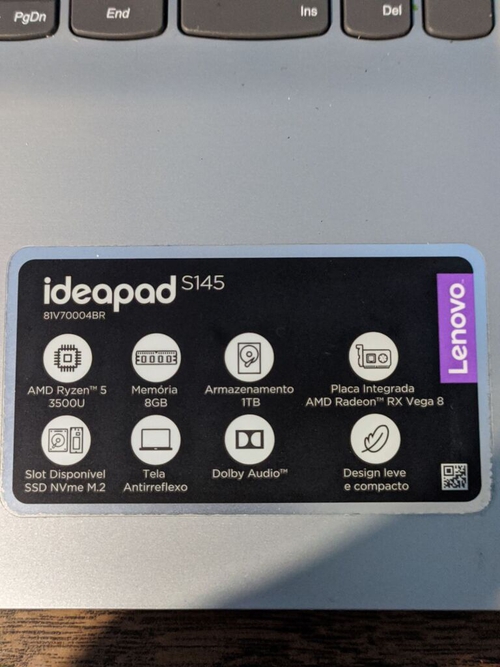 PgDn End Ins Del
ideapad S145
81V70004BR
Lenovo
AMD Ryzen™ 5
3500U
Memória
8GB
Armazenamento
1TB
Placa Integrada
AMD Radeon™ RX Vega 8
Slot Disponível
SSD NVMe M.2
Tela
Antirreflexo
Dolby Audio™
Design leve
e compacto